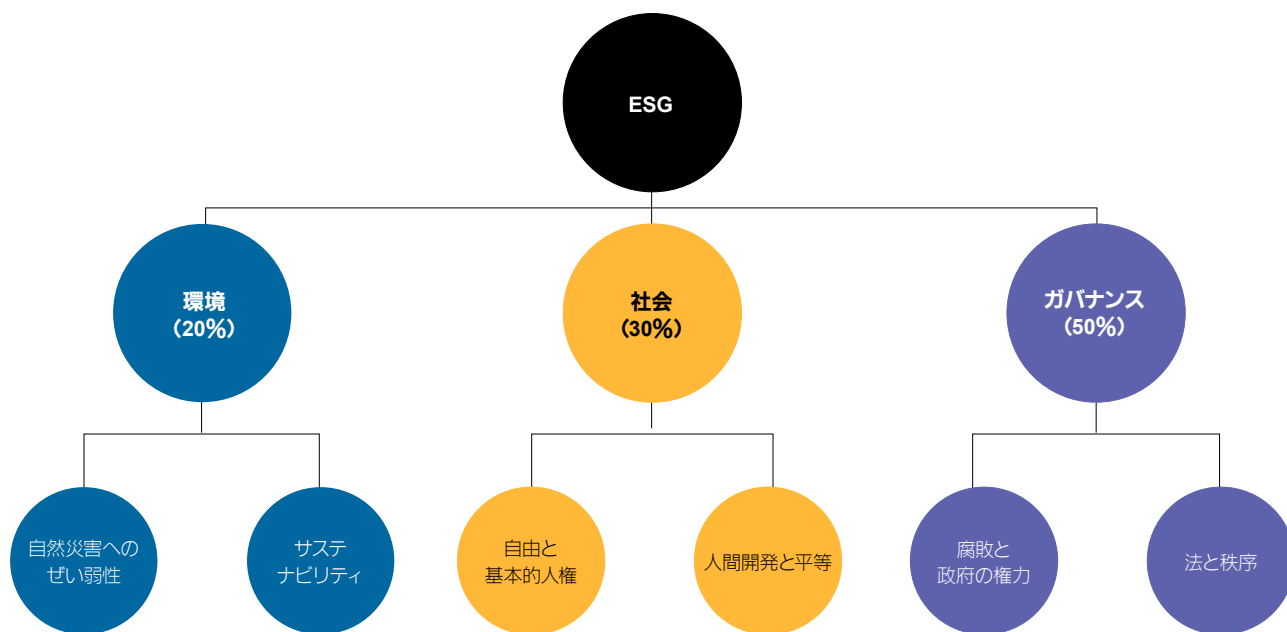 ESG
環境
(20%)
社会
(30%)
ガバナンス
(50%)
自然災害への
ぜい弱性
サステ
ナビリティ
自由と
基本的人権
人間開発と平等
腐敗と
政府の権力
法と秩序